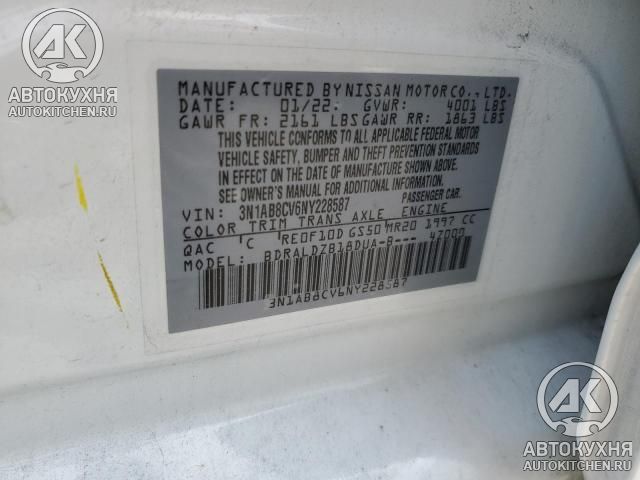 AK
АВТОКУХНЯ
AUTOKITCHEN.RU
MANUFACTURED BY NISSAN MOTOR CO., LTD.
DATE: 01/22 GVWR: 4001 LBS
GAWR FR: 2161 LBS GAWR RR: 1863 LBS
THIS VEHICLE CONFORMS TO ALL APPLICABLE FEDERAL MOTOR
VEHICLE SAFETY, BUMPER AND THEFT PREVENTION STANDARDS
IN EFFECT ON THE DATE OF MANUFACTURE SHOWN ABOVE.
SEE OWNER'S MANUAL FOR ADDITIONAL INFORMATION.
VIN: 3N1AB8CV6NY228587 PASSENGER CAR.
COLOR TRIM TRANS AXLE ENGINE
QAC C RE0F10D GS50 MR20 1997 CC
MODEL: BDRALDZB18DUA-B--- 47000
3N1AB8CV6NY228587
AK
АВТОКУХНЯ
AUTOKITCHEN.RU